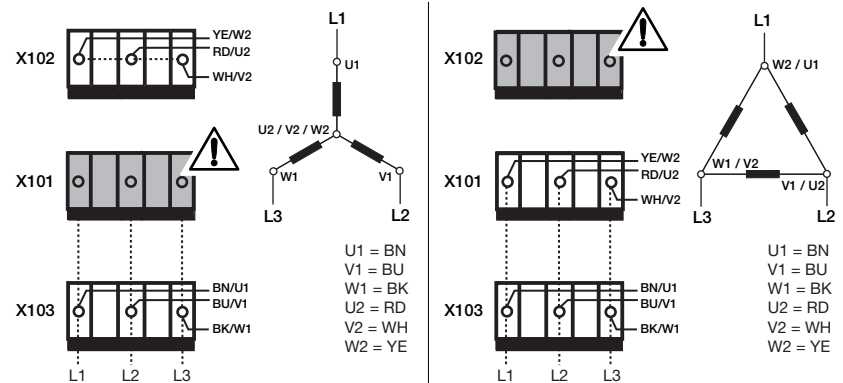 X102
YE/W2
RD/U2
WH/V2
L1
U1
U2 / V2 / W2
W1
V1
L3
L2
X101
X103
BN/U1
BU/V1
BK/W1
L1
L2
L3
U1 = BN
V1 = BU
W1 = BK
U2 = RD
V2 = WH
W2 = YE
X102
L1
W2 / U1
W1 / V2
V1 / U2
L3
L2
X101
YE/W2
RD/U2
WH/V2
X103
BN/U1
BU/V1
BK/W1
L1
L2
L3
U1 = BN
V1 = BU
W1 = BK
U2 = RD
V2 = WH
W2 = YE